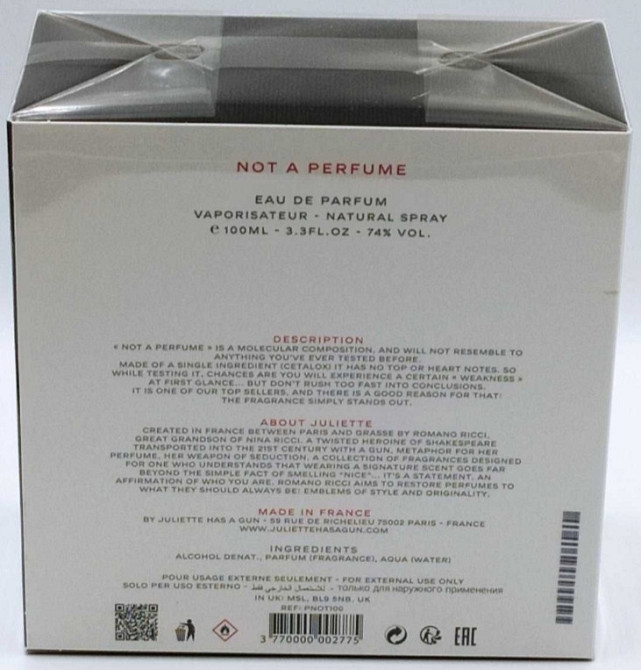 NOT A PERFUME
EAU DE PARFUM
VAPORISATEUR - NATURAL SPRAY
℮ 100ML - 3.3FL.OZ - 74% VOL.
DESCRIPTION
« NOT A PERFUME » IS A MOLECULAR COMPOSITION, AND WILL NOT RESEMBLE TO
ANYTHING YOU'VE EVER TESTED BEFORE.
MADE OF A SINGLE INGREDIENT (CETALOX) IT HAS NO TOP OR HEART NOTES. SO
WHILE TESTING IT, CHANCES ARE YOU WILL EXPERIENCE A CERTAIN « WEAKNESS »
AT FIRST GLANCE... BUT DON'T RUSH TOO FAST INTO CONCLUSIONS.
IT IS ONE OF OUR TOP SELLERS, AND THERE IS A GOOD REASON FOR THAT:
THE FRAGRANCE SIMPLY STANDS OUT.
ABOUT JULIETTE
CREATED IN FRANCE BETWEEN PARIS AND GRASSE BY ROMANO RICCI,
GREAT GRANDSON OF NINA RICCI. A TWISTED HEROINE OF SHAKESPEARE
TRANSPORTED INTO THE 21ST CENTURY WITH A GUN, METAPHOR FOR HER
PERFUME, HER WEAPON OF SEDUCTION. A COLLECTION OF FRAGRANCES DESIGNED
FOR ONE WHO UNDERSTANDS THAT WEARING A SIGNATURE SCENT GOES FAR
BEYOND THE SIMPLE FACT OF SMELLING "NICE"... IT'S A STATEMENT, AN
AFFIRMATION OF WHO YOU ARE. ROMANO RICCI AIMS TO RESTORE PERFUMES TO
WHAT THEY SHOULD ALWAYS BE: EMBLEMS OF STYLE AND ORIGINALITY.
MADE IN FRANCE
BY JULIETTE HAS A GUN - 59 RUE DE RICHELIEU 75002 PARIS - FRANCE
WWW.JULIETTEHASAGUN.COM
INGREDIENTS
ALCOHOL DENAT., PARFUM (FRAGRANCE), AQUA (WATER)
POUR USAGE EXTERNE SEULEMENT - FOR EXTERNAL USE ONLY
SOLO PER USO ESTERNO - للاستعمال الخارجي فقط - только для наружного применения
IN UK: MSL, BL9 5NB. UK
REF: PNOT100
3 770000 002775 EAC